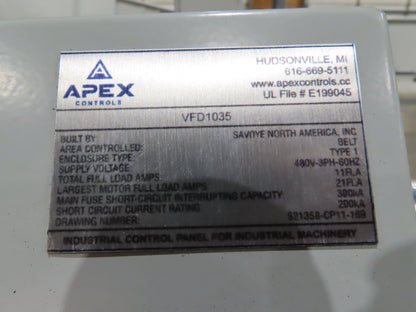 APEX
CONTROLS
HUDSONVILLE, MI
616-669-5111
www.apexcontrols.cc
UL File # E199045
VFD1035
BUILT BY: SAVOYE NORTH AMERICA, INC
AREA CONTROLLED: BELT
ENCLOSURE TYPE: TYPE 1
SUPPLY VOLTAGE: 480V-3PH-60HZ
TOTAL FULL LOAD AMPS: 11FLA
LARGEST MOTOR FULL LOAD AMPS 21FLA
MAIN FUSE SHORT-CIRCUIT INTERRUPTING CAPACITY 300kA
SHORT CIRCUIT CURRENT RATING: 200kA
DRAWING NUMBER: S21358-CP11-169
INDUSTRIAL CONTROL PANEL FOR INDUSTRIAL MACHINERY